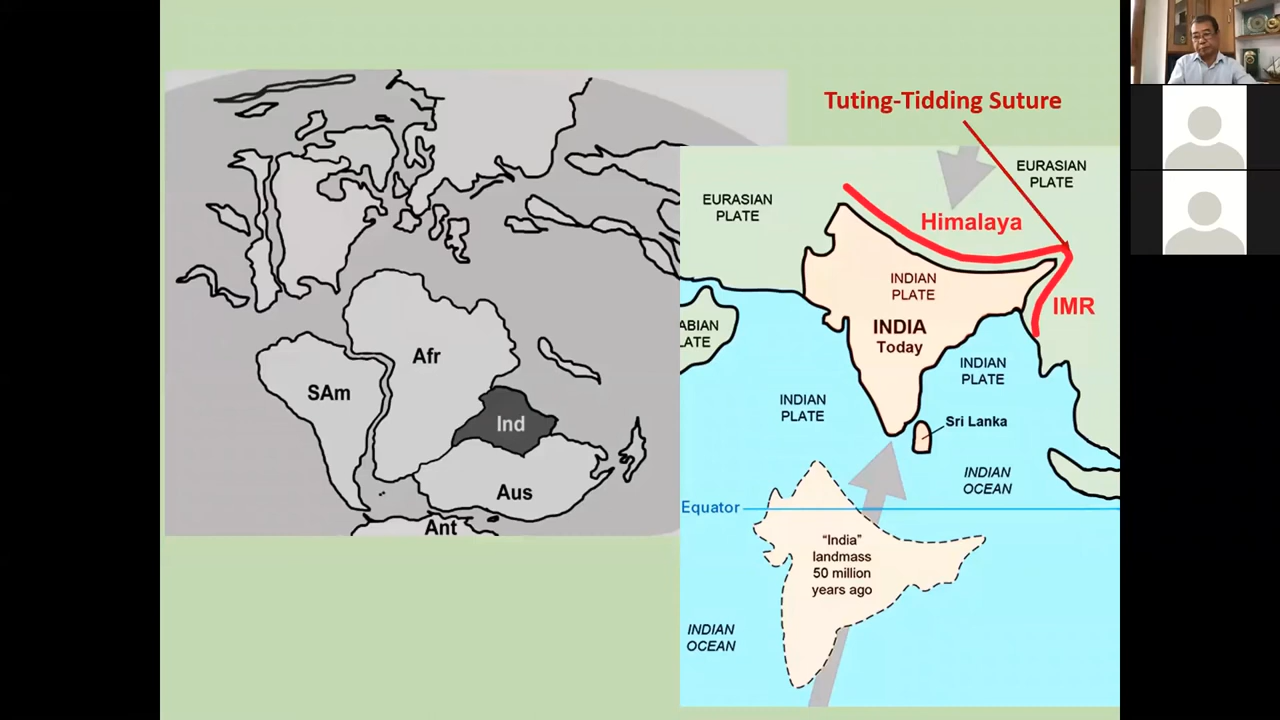 Tuting-Tidding Suture
EURASIAN
PLATE
EURASIAN
PLATE
Himalaya
INDIAN
PLATE
IMR
INDIA
Today
ABIAN
LATE
INDIAN
PLATE
INDIAN
PLATE
Sri Lanka
INDIAN
OCEAN
Equator
“India”
landmass
50 million
years ago
INDIAN
OCEAN
Afr
SAm
Ind
Aus
Ant